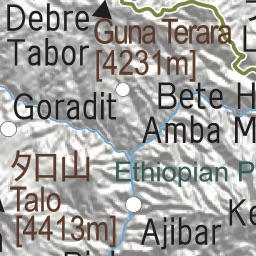 Debre
Tabor
Guna Terara
[4231m]
Goradit
Bete H
Amba M
タロ山
Talo
[4413m]
Ethiopian P
Ke
Ajibar